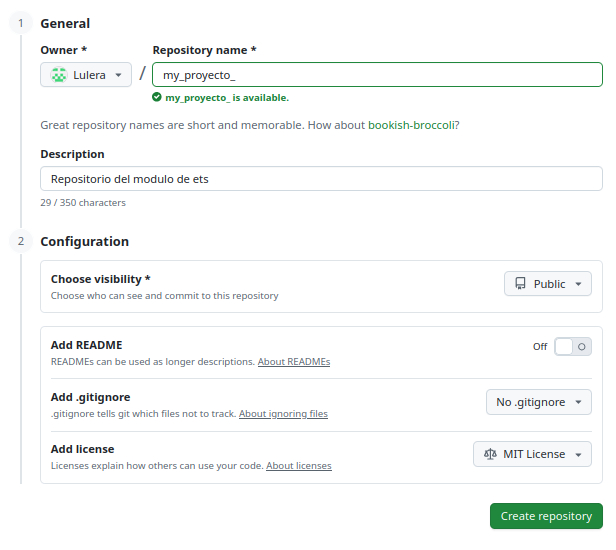 1 General
Owner * Repository name *
Lulera / my_proyecto_
my_proyecto_ is available.
Great repository names are short and memorable. How about bookish-broccoli?
Description
Repositorio del modulo de ets
29 / 350 characters
2 Configuration
Choose visibility *
Choose who can see and commit to this repository
Public
Add README
READMEs can be used as longer descriptions. About READMEs
Off
Add .gitignore
.gitignore tells git which files not to track. About ignoring files
No .gitignore
Add license
Licenses explain how others can use your code. About licenses
MIT License
Create repository